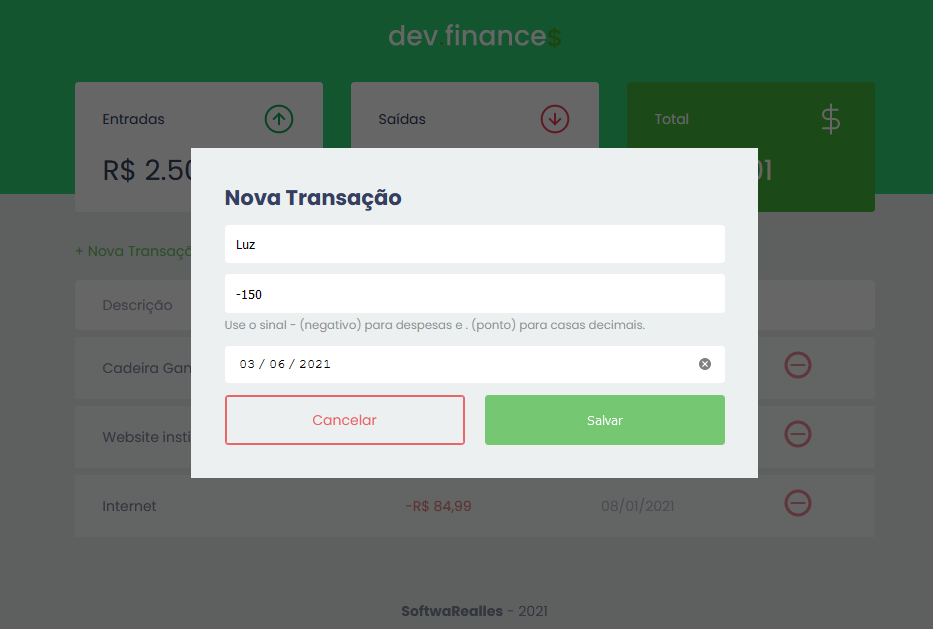 dev.finance$
Entradas
Saídas
Total
$
R$ 2.50
01
Nova Transação
Luz
-150
Use o sinal - (negativo) para despesas e . (ponto) para casas decimais.
03 / 06 / 2021
Cancelar
Salvar
+ Nova Transaçã
Descrição
Cadeira Gam
Website insti
Internet
-R$ 84,99
08/01/2021
SoftwaRealles - 2021